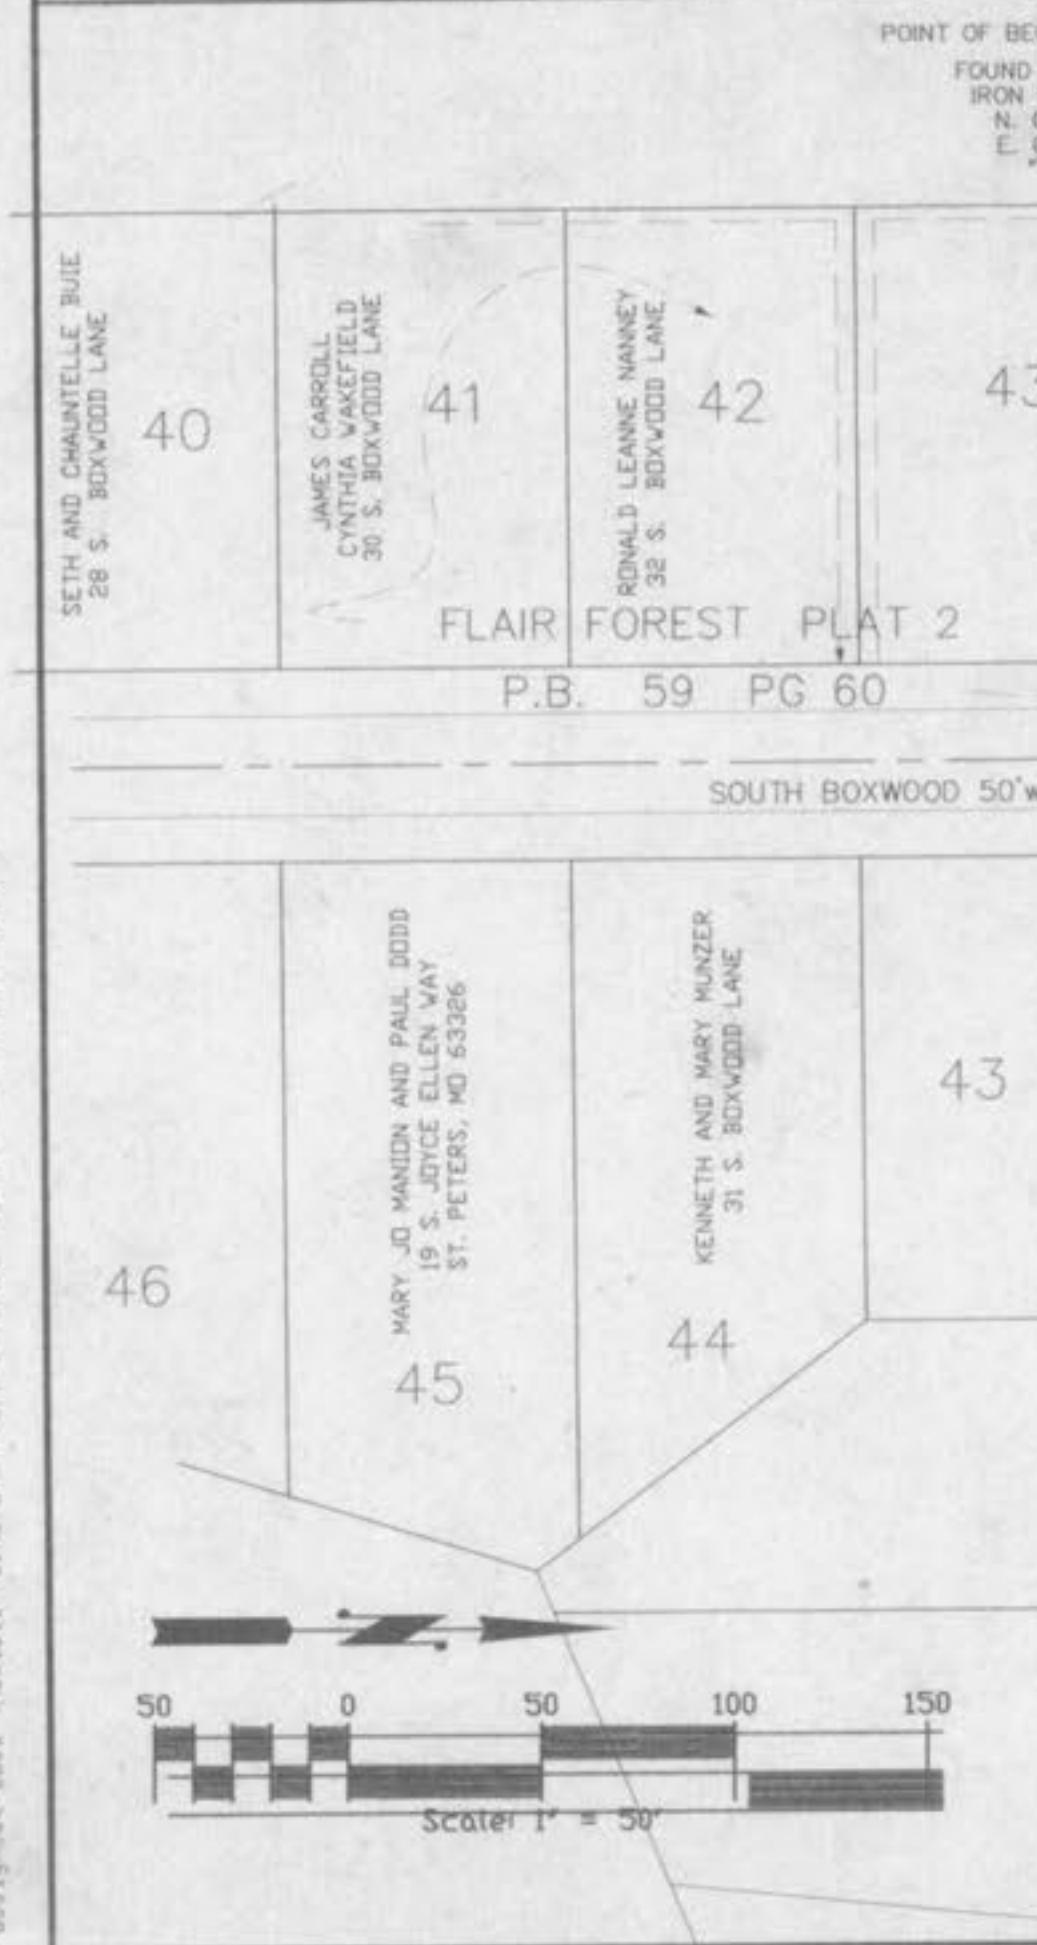 POINT OF
FOUND
IRON
N.
E.
SETH AND CHAUNTELLE BUIE
28 S. BOXWOOD LANE
40
JAMES CARROLL
CYNTHIA WAKEFIELD
30 S. BOXWOOD LANE
41
RONALD LEANNE NANNEY
32 S. BOXWOOD LANE
42
43
FLAIR FOREST PLAT 2
P.B. 59 PG 60
SOUTH BOXWOOD 50'w
46
MARY JO MANION AND PAUL DODD
19 S. JOYCE ELLEN WAY
ST. PETERS, MO 63326
45
KENNETH AND MARY MUNZER
31 S. BOXWOOD LANE
44
43
50 0 50 100 150
Scale: 1' = 50'